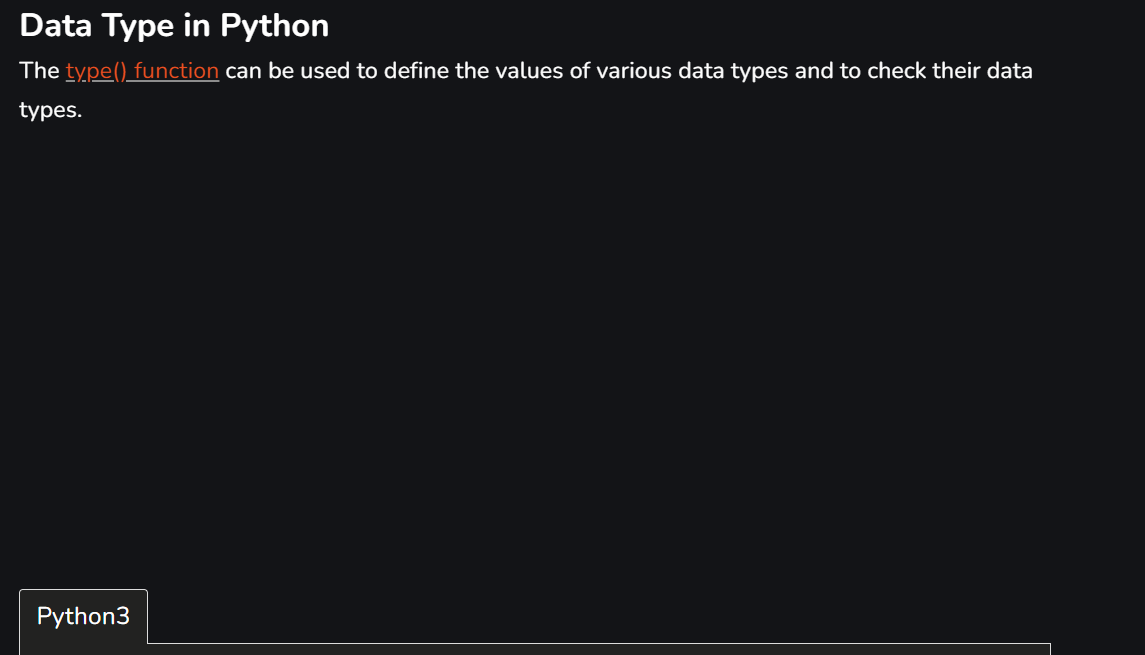 Data Type in Python
The type() function can be used to define the values of various data types and to check their data
types.
Python3